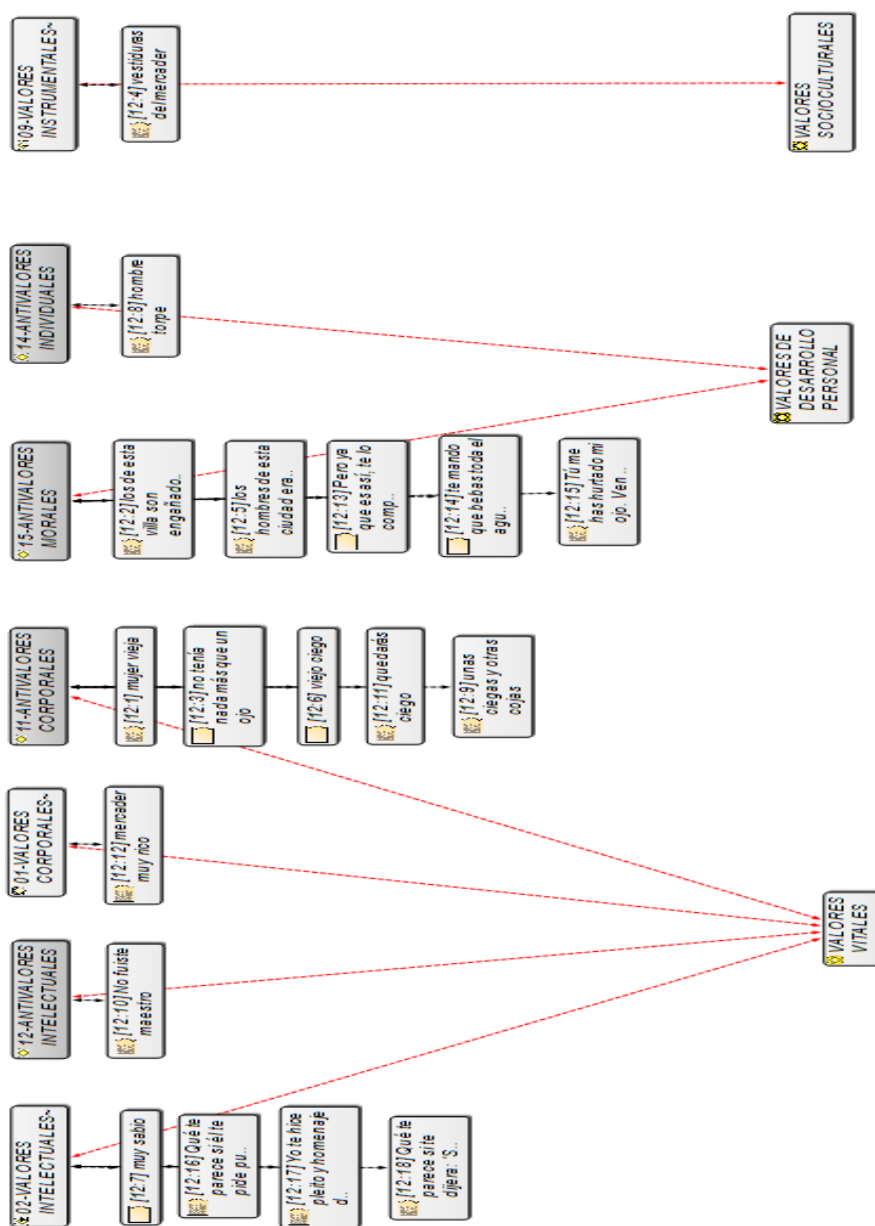 02-VALORES
INTELECTUALES~
[12:7] muy sabio
[12:16] Qué te
parece si él te
pide pu..
[12:17] Yo te hice
pleito y homenaje
d..
[12:18] Qué te
parece si te
dijera: 'S..
12-ANTIVALORES
INTELECTUALES
[12:10] No fuiste
maestro
01-VALORES
CORPORALES~
[12:12] mercader
muy rico
11-ANTIVALORES
CORPORALES
[12:1] mujer vieja
[12:3] no tenía
nada más que un
ojo
[12:6] viejo ciego
[12:11] quedarás
ciego
[12:9] unas
ciegas y otras
cojas
15-ANTIVALORES
MORALES
[12:2] los de esta
villa son
engañado..
[12:5] los
hombres de esta
ciudad era..
[12:13] Pero ya
que es así, te lo
comp...
[12:14] te mando
que bebas toda el
agu..
[12:15] Tú me
has hurtado mi
ojo. Ven ..
14-ANTIVALORES
INDIVIDUALES
[12:8] hombre
torpe
09-VALORES
INSTRUMENTALES~
[12:4] vestiduras
del mercader
VALORES
VITALES
VALORES DE
DESARROLLO
PERSONAL
VALORES
SOCIOCULTURALES